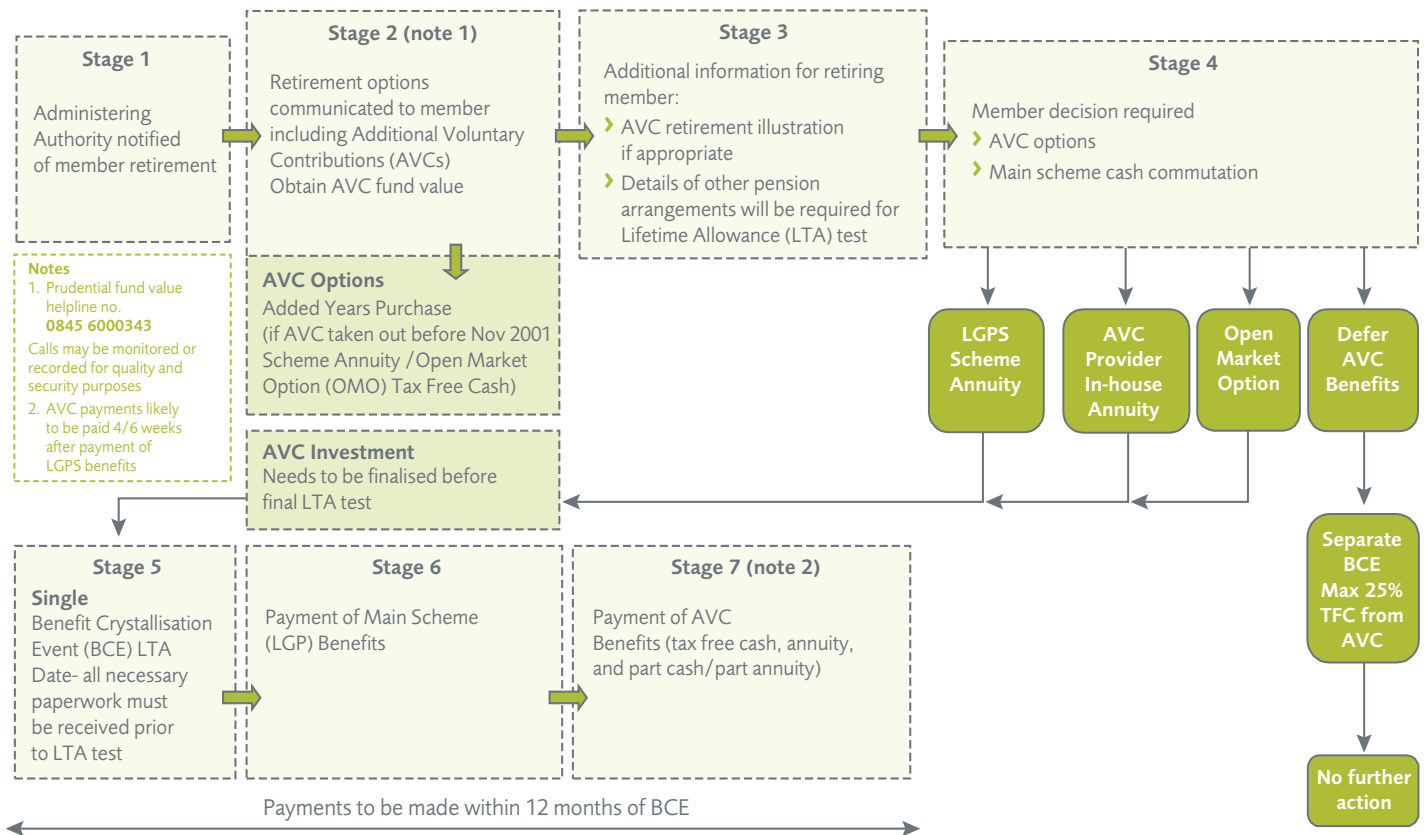 Stage 1
Administering
Authority notified
of member retirement
Stage 2 (note 1)
Retirement options
communicated to member
including Additional Voluntary
Contributions (AVCs)
Obtain AVC fund value
Stage 3
Additional information for retiring
member:
AVC retirement illustration
if appropriate
Details of other pension
arrangements will be required for
Lifetime Allowance (LTA) test
Stage 4
Member decision required
AVC options
Main scheme cash commutation
Notes
1. Prudential fund value
helpline no.
0845 6000343
Calls may be monitored or
recorded for quality and
security purposes
2. AVC payments likely
to be paid 4/6 weeks
after payment of
LGPS benefits
AVC Options
Added Years Purchase
(if AVC taken out before Nov 2001
Scheme Annuity /Open Market
Option (OMO) Tax Free Cash)
AVC Investment
Needs to be finalised before
final LTA test
LGPS
Scheme
Annuity
AVC
Provider
In-house
Annuity
Open
Market
Option
Defer
AVC
Benefits
Separate
BCE
Max 25%
TFC from
AVC
No further
action
Stage 5
Single
Benefit Crystallisation
Event (BCE) LTA
Date- all necessary
paperwork must
be received prior
to LTA test
Stage 6
Payment of Main Scheme
(LGP) Benefits
Stage 7 (note 2)
Payment of AVC
Benefits (tax free cash, annuity,
and part cash/part annuity)
Payments to be made within 12 months of BCE